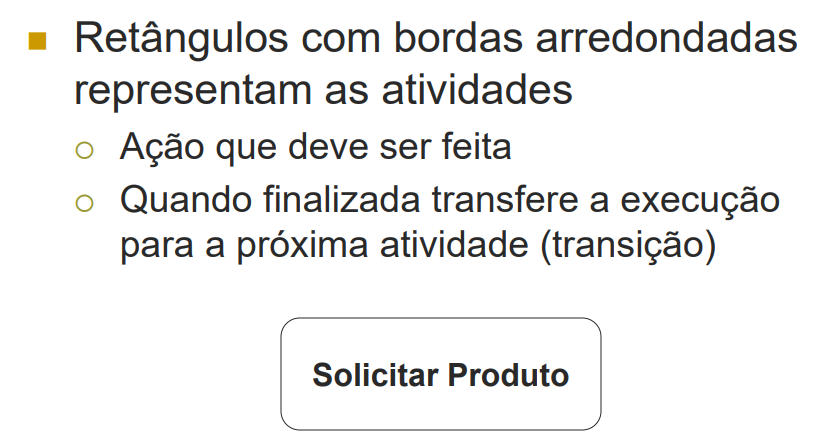 Retângulos com bordas arredondadas
representam as atividades
Ação que deve ser feita
Quando finalizada transfere a execução
para a próxima atividade (transição)
Solicitar Produto